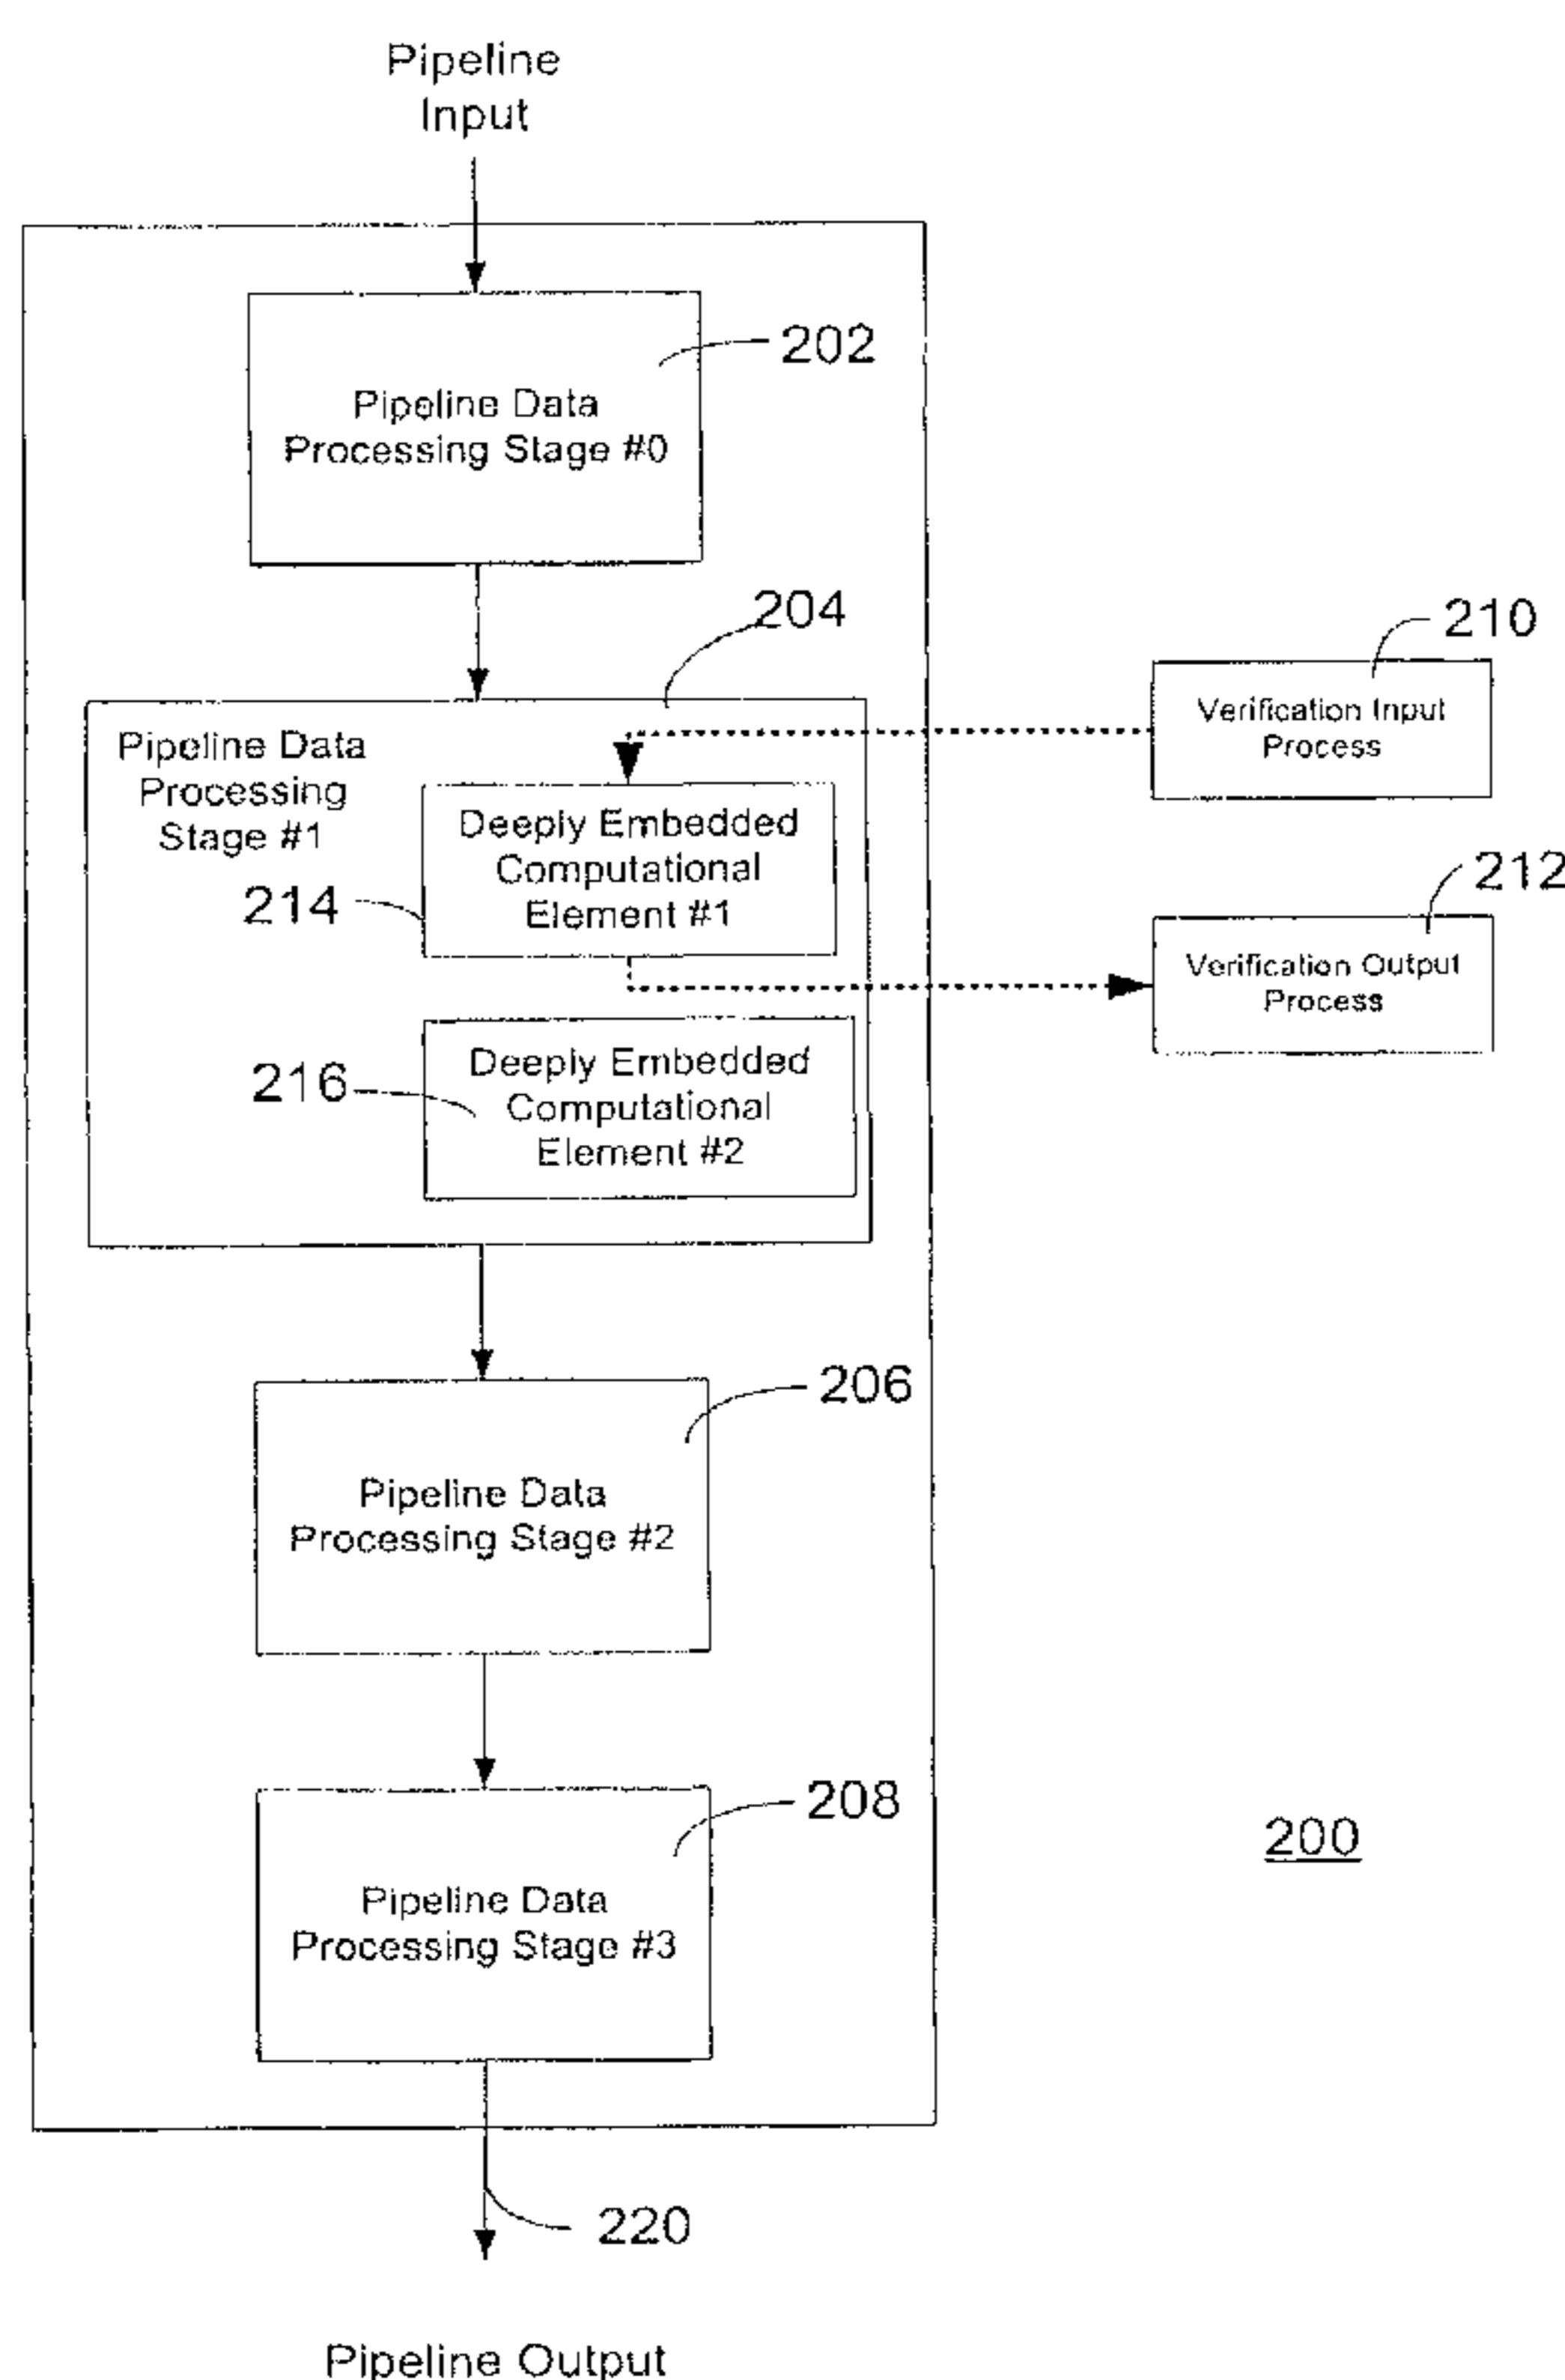 Pipeline
Input
202
Pipeline Data
Processing Stage #0
204
210
Verification Input
Process
Pipeline Data
Processing
Stage #1
Deeply Embedded
Computational
Element #1
214
212
Verification Output
Process
216
Deeply Embedded
Computational
Element #2
206
Pipeline Data
Processing Stage #2
208
Pipeline Data
Processing Stage #3
200
220
Pipeline Output